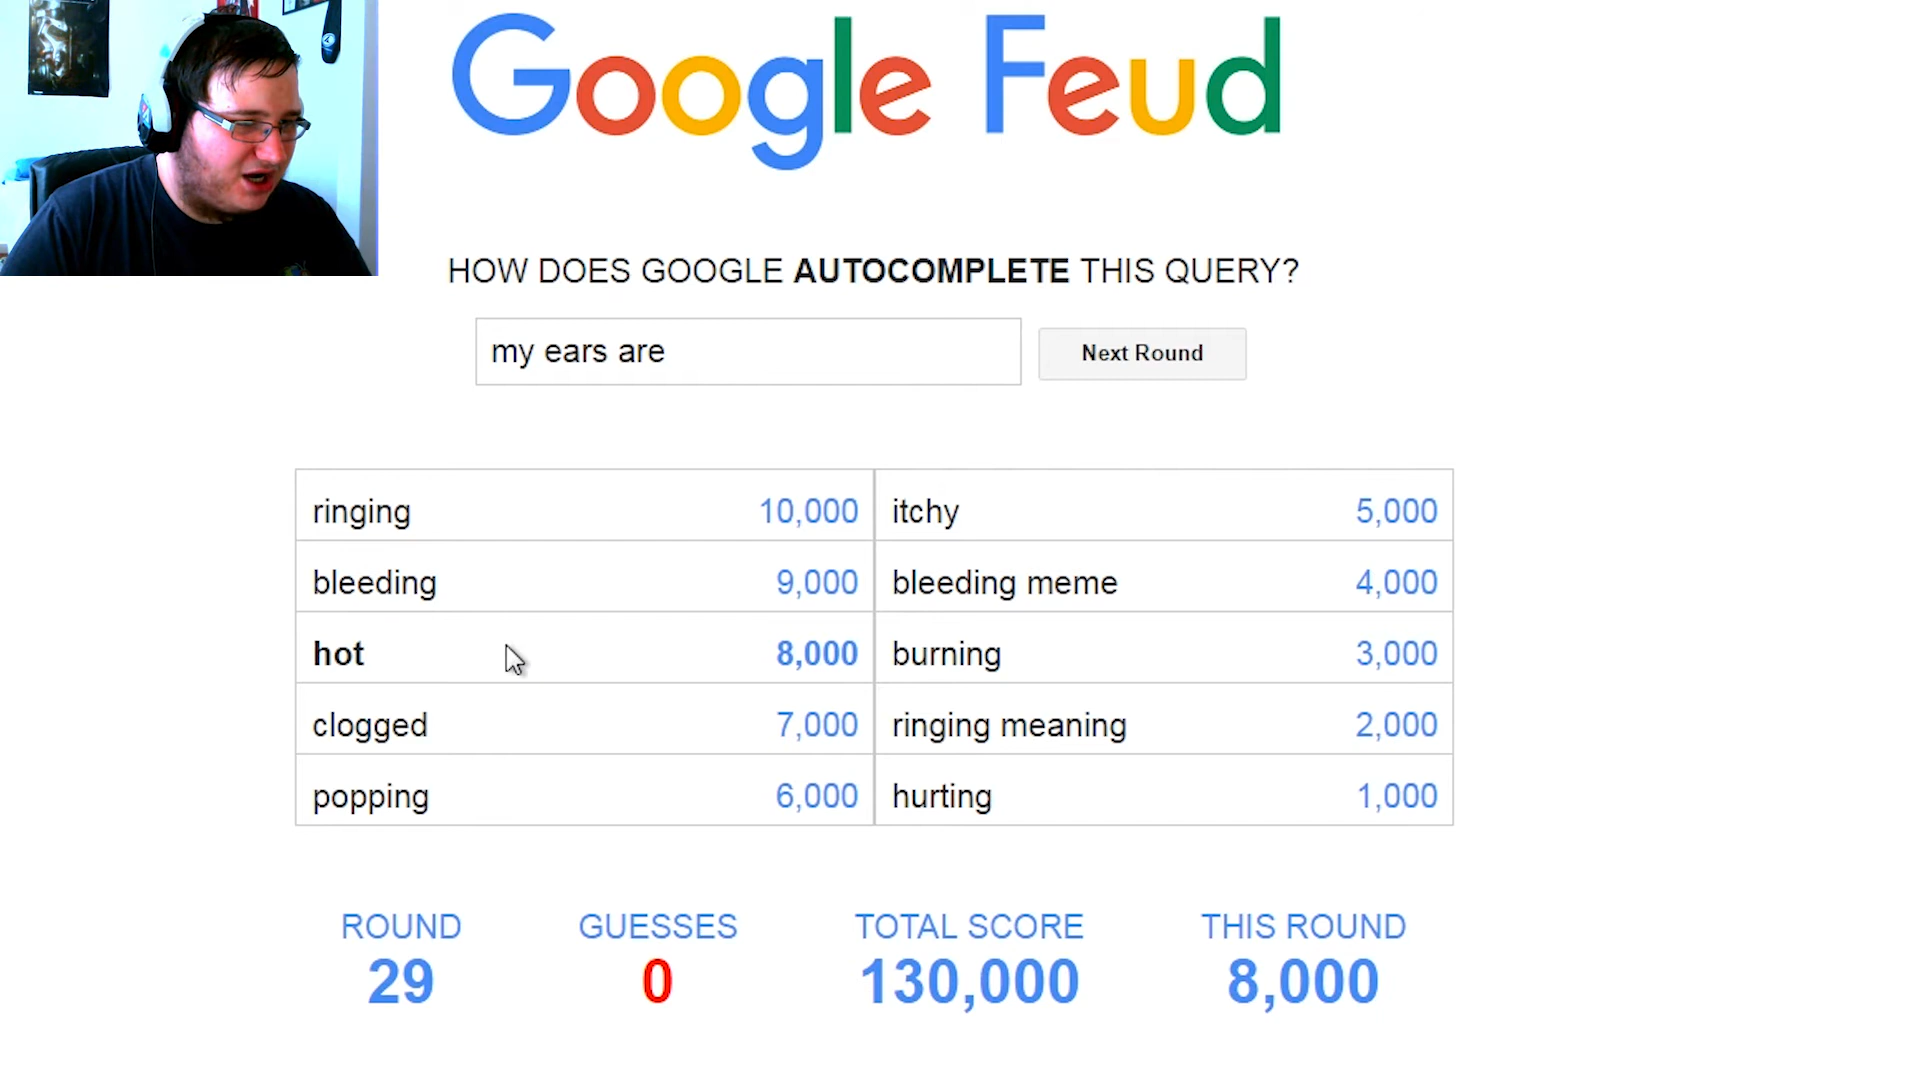 Google Feud
HOW DOES GOOGLE AUTOCOMPLETE THIS QUERY?
my ears are
Next Round
ringing 10,000 itchy 5,000
bleeding 9,000 bleeding meme 4,000
hot 8,000 burning 3,000
clogged 7,000 ringing meaning 2,000
popping 6,000 hurting 1,000
ROUND GUESSES TOTAL SCORE THIS ROUND
29 0 130,000 8,000